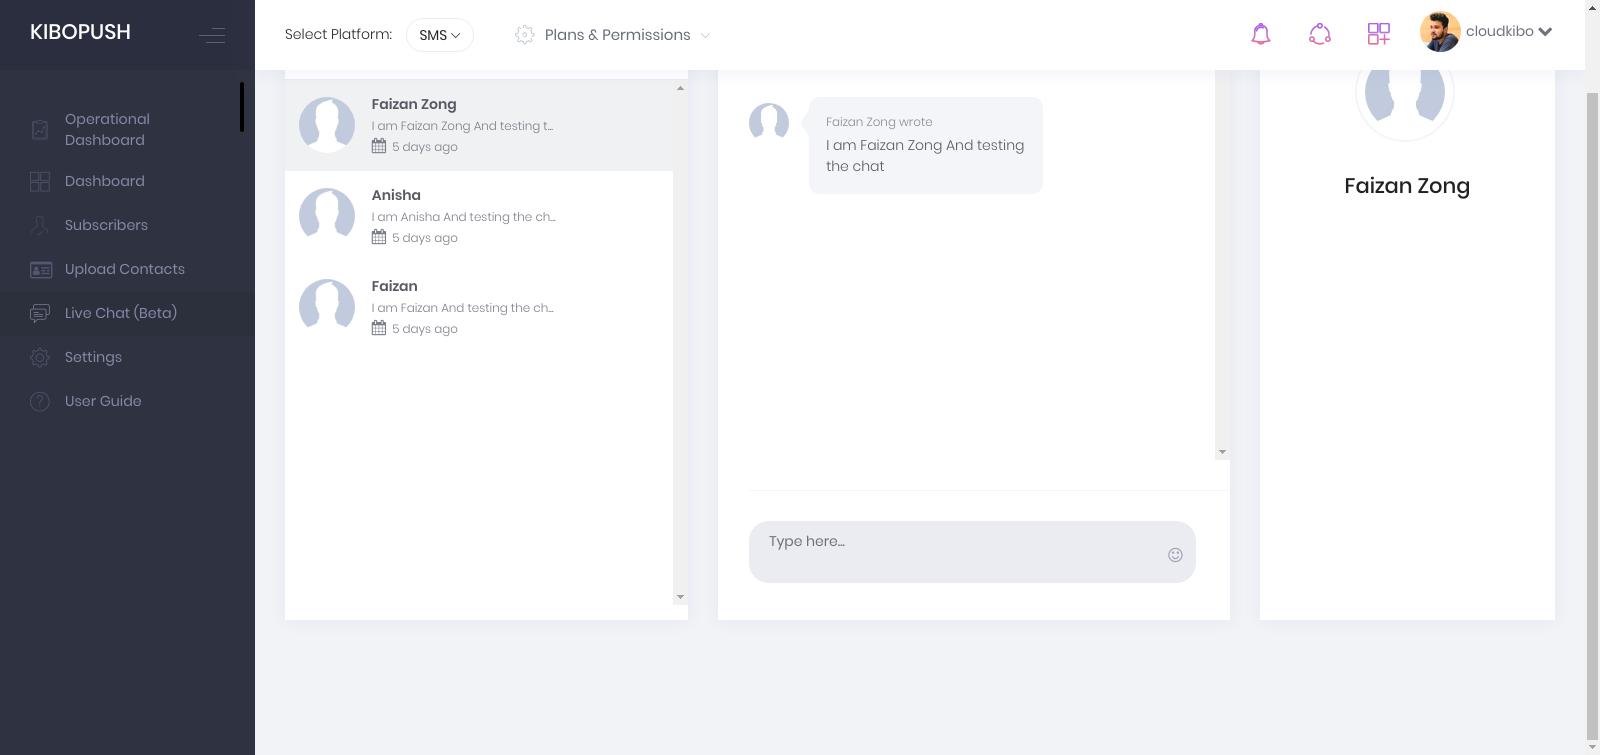 KIBOPUSH
Select Platform:
SMS
Plans & Permissions
cloudkibo
Operational
Dashboard
Dashboard
Subscribers
Upload Contacts
Live Chat (Beta)
Settings
User Guide
Faizan Zong
I am Faizan Zong And testing t...
5 days ago
Anisha
I am Anisha And testing the ch...
5 days ago
Faizan
I am Faizan And testing the ch...
5 days ago
Faizan Zong wrote
I am Faizan Zong And testing
the chat
Type here...
Faizan Zong